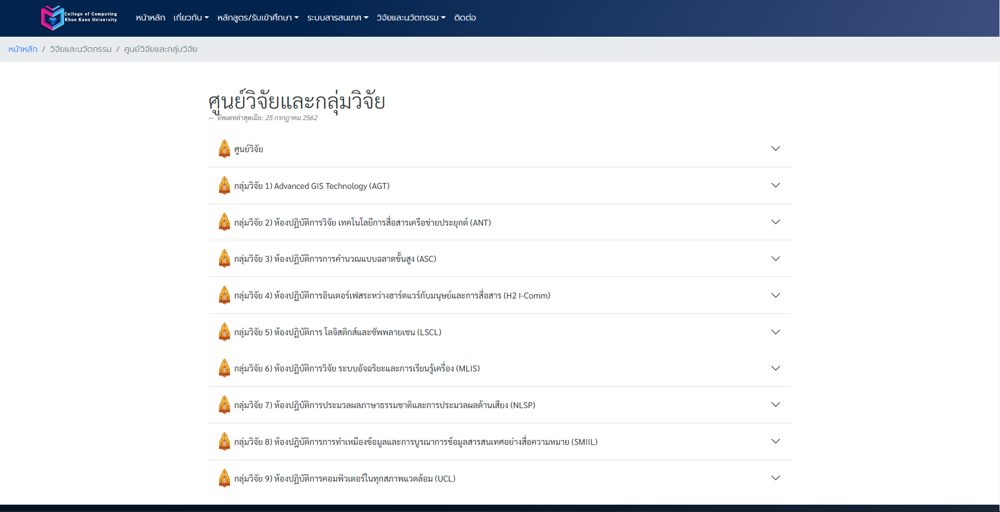 College of Computing
Khon Kaen University
หน้าหลัก เกี่ยวกับ หลักสูตร/รับเข้าศึกษา ระบบสารสนเทศ วิจัยและนวัตกรรม ติดต่อ
หน้าหลัก / วิจัยและนวัตกรรม / ศูนย์วิจัยและกลุ่มวิจัย
ศูนย์วิจัยและกลุ่มวิจัย
— อัพเดทล่าสุดเมื่อ: 25 กรกฎาคม 2562
ศูนย์วิจัย
กลุ่มวิจัย 1) Advanced GIS Technology (AGT)
กลุ่มวิจัย 2) ห้องปฏิบัติการวิจัย เทคโนโลยีการสื่อสารเครือข่ายประยุกต์ (ANT)
กลุ่มวิจัย 3) ห้องปฏิบัติการการคำนวณแบบฉลาดขั้นสูง (ASC)
กลุ่มวิจัย 4) ห้องปฏิบัติการอินเตอร์เฟสระหว่างฮาร์ดแวร์กับมนุษย์และการสื่อสาร (H2 I-Comm)
กลุ่มวิจัย 5) ห้องปฏิบัติการ โลจิสติกส์และซัพพลายเชน (LSCL)
กลุ่มวิจัย 6) ห้องปฏิบัติการวิจัย ระบบอัจฉริยะและการเรียนรู้เครื่อง (MLIS)
กลุ่มวิจัย 7) ห้องปฎิบัติการประมวลผลภาษาธรรมชาติและการประมวลผลด้านเสียง (NLSP)
กลุ่มวิจัย 8) ห้องปฎิบัติการการทำเหมืองข้อมูลและการบูรณาการข้อมูลสารสนเทศอย่างสื่อความหมาย (SMIIL)
กลุ่มวิจัย 9) ห้องปฏิบัติการคอมพิวเตอร์ในทุกสภาพแวดล้อม (UCL)